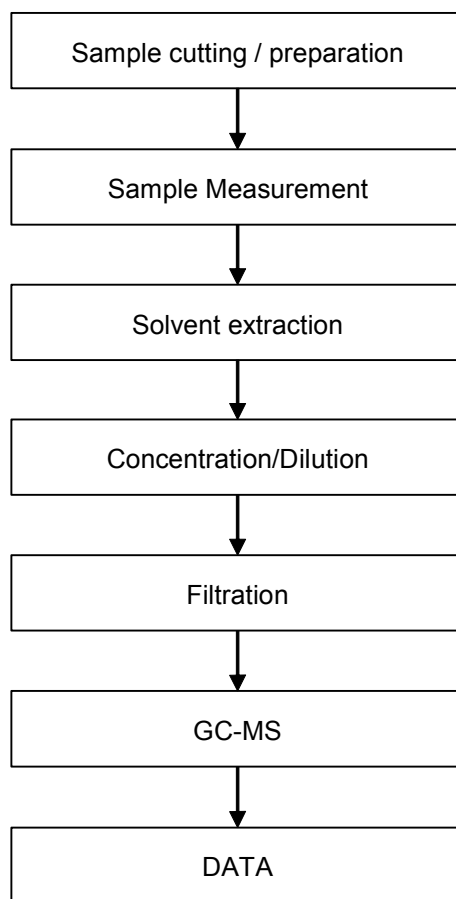 Sample cutting / preparation
Sample Measurement
Solvent extraction
Concentration/Dilution
Filtration
GC-MS
DATA